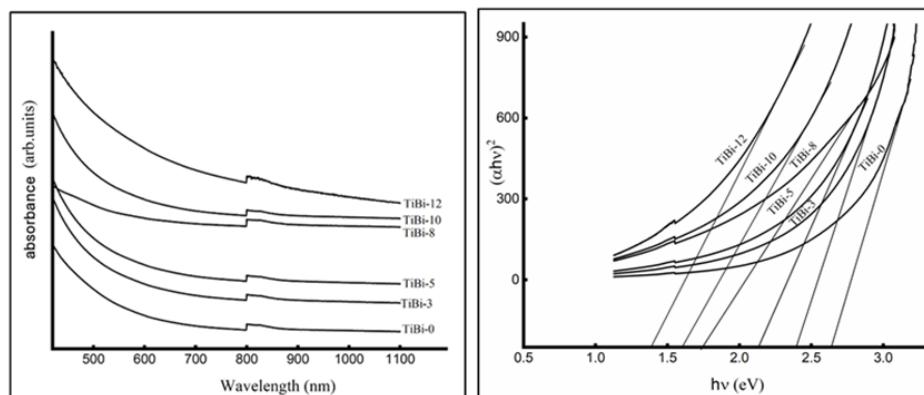 absorbance (arb.units)
TiBi-12
TiBi-10
TiBi-8
TiBi-5
TiBi-3
TiBi-0
500 600 700 800 900 1000 1100
Wavelength (nm)
(αhν)²
900
600
300
0
TiBi-12
TiBi-10
TiBi-8
TiBi-5
TiBi-3
TiBi-0
0.5 1.0 1.5 2.0 2.5 3.0
hν (eV)